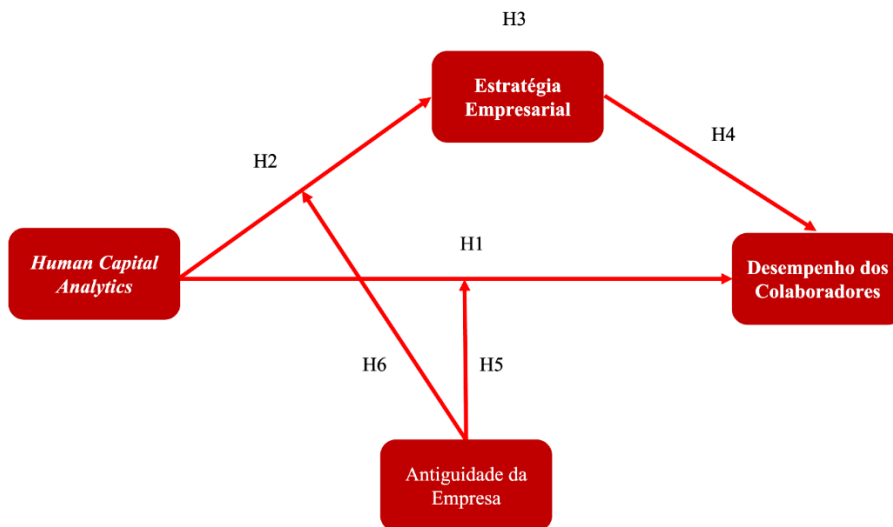 H3
Estratégia
Empresarial
H4
H2
H1
Human Capital
Analytics
Desempenho dos
Colaboradores
H6
H5
Antiguidade da
Empresa